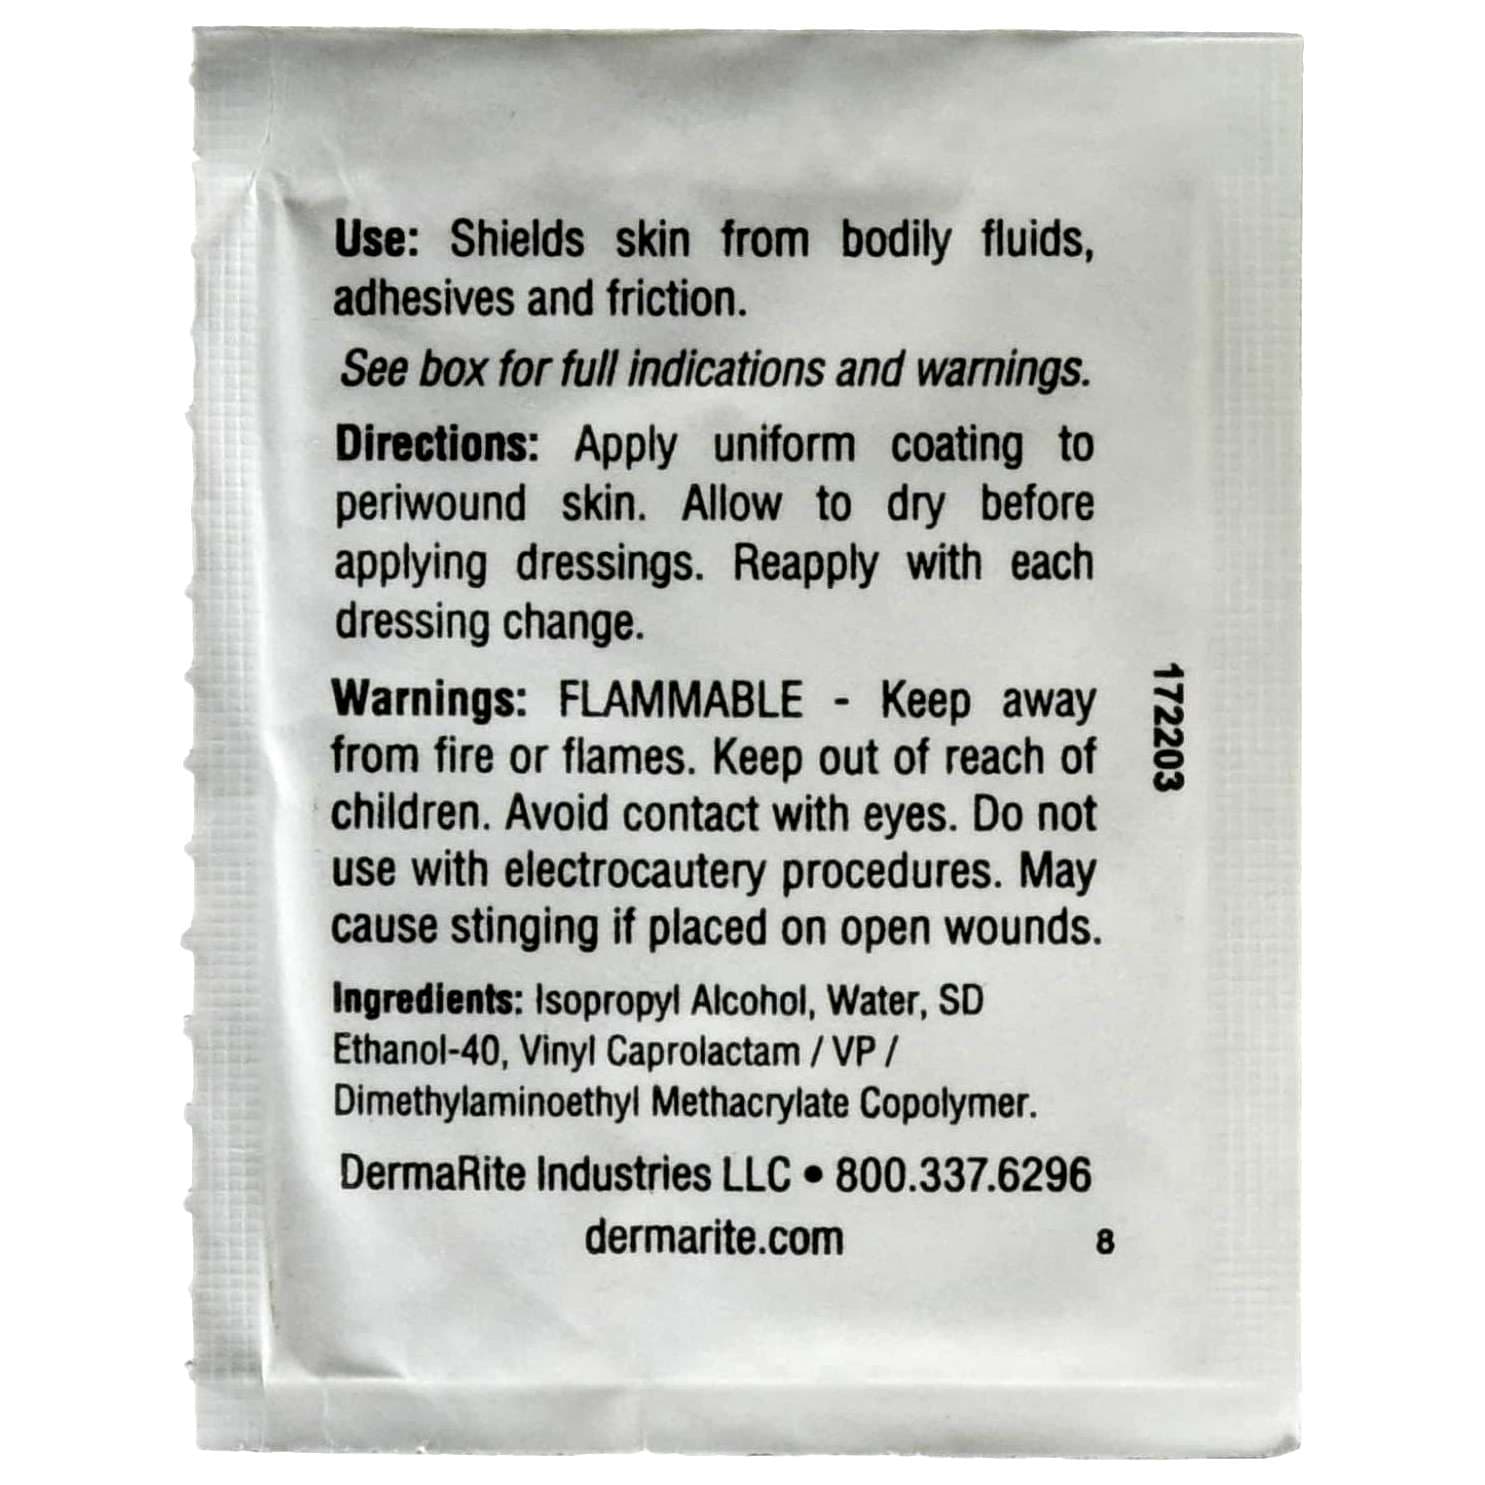 Use: Shields skin from bodily fluids,
adhesives and friction.
See box for full indications and warnings.
Directions: Apply uniform coating to
periwound skin. Allow to dry before
applying dressings. Reapply with each
dressing change.
Warnings: FLAMMABLE - Keep away
from fire or flames. Keep out of reach of
children. Avoid contact with eyes. Do not
use with electrocautery procedures. May
cause stinging if placed on open wounds.
Ingredients: Isopropyl Alcohol, Water, SD
Ethanol-40, Vinyl Caprolactam / VP /
Dimethylaminoethyl Methacrylate Copolymer.
DermaRite Industries LLC • 800.337.6296
dermarite.com
8
172203